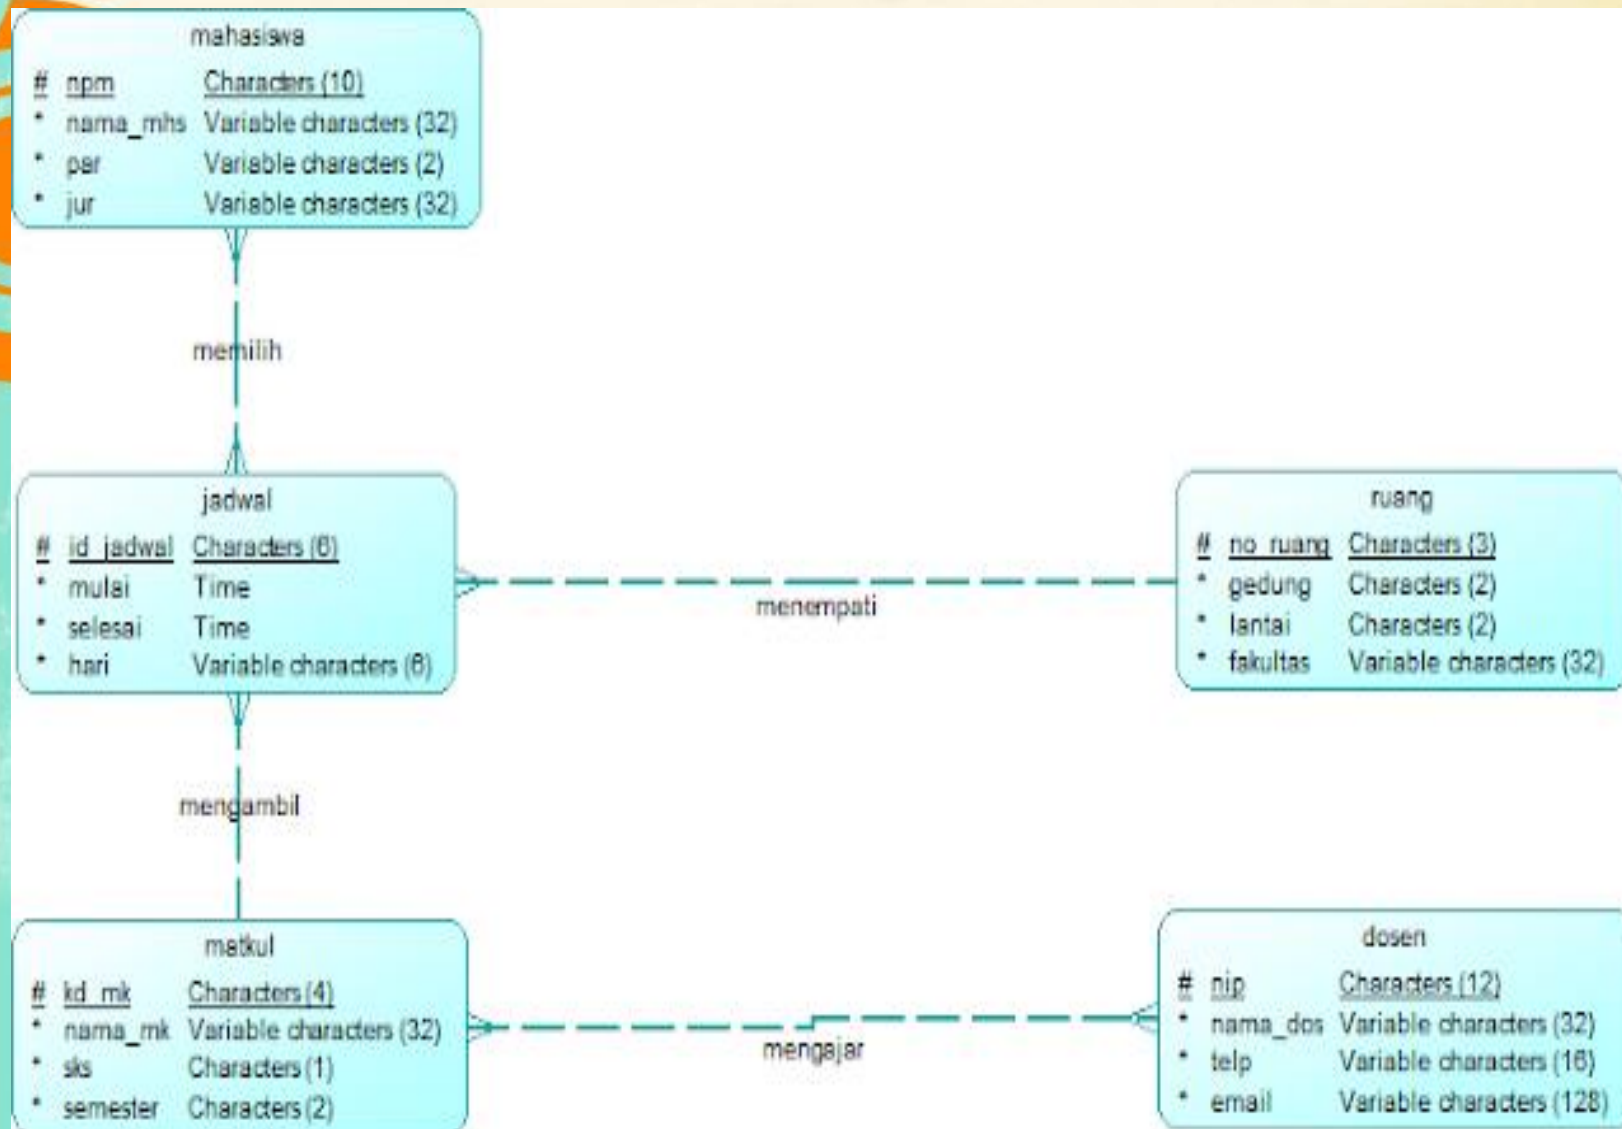 mahasiswa
# npm Characters (10)
* nama_mhs Variable characters (32)
* par Variable characters (2)
* jur Variable characters (32)
memilih
jadwal
# id_jadwal Characters (6)
* mulai Time
* selesai Time
* hari Variable characters (6)
menempati
ruang
# no_ruang Characters (3)
* gedung Characters (2)
* lantai Characters (2)
* fakultas Variable characters (32)
mengambil
matkul
# kd_mk Characters (4)
* nama_mk Variable characters (32)
* sks Characters (1)
* semester Characters (2)
mengajar
dosen
# nip Characters (12)
* nama_dos Variable characters (32)
* telp Variable characters (16)
* email Variable characters (128)